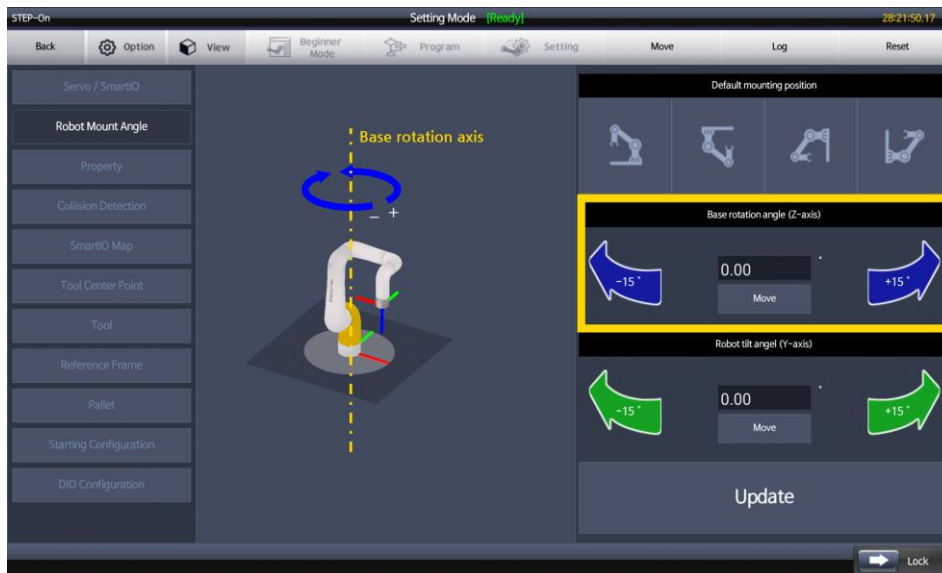 STEP-On
Setting Mode [Ready]
28:21:50.17
Back
Option
View
Beginner
Mode
Program
Setting
Move
Log
Reset
Servo / SmartIO
Robot Mount Angle
Property
Collision Detection
SmartIO Map
Tool Center Point
Tool
Reference Frame
Pallet
Starting Configuration
DIO Configuration
Base rotation axis
- +
Default mounting position
Base rotation angle (Z-axis)
-15 °
0.00 °
Move
+15 °
Robot tilt angel (Y-axis)
-15 °
0.00 °
Move
+15 °
Update
Lock